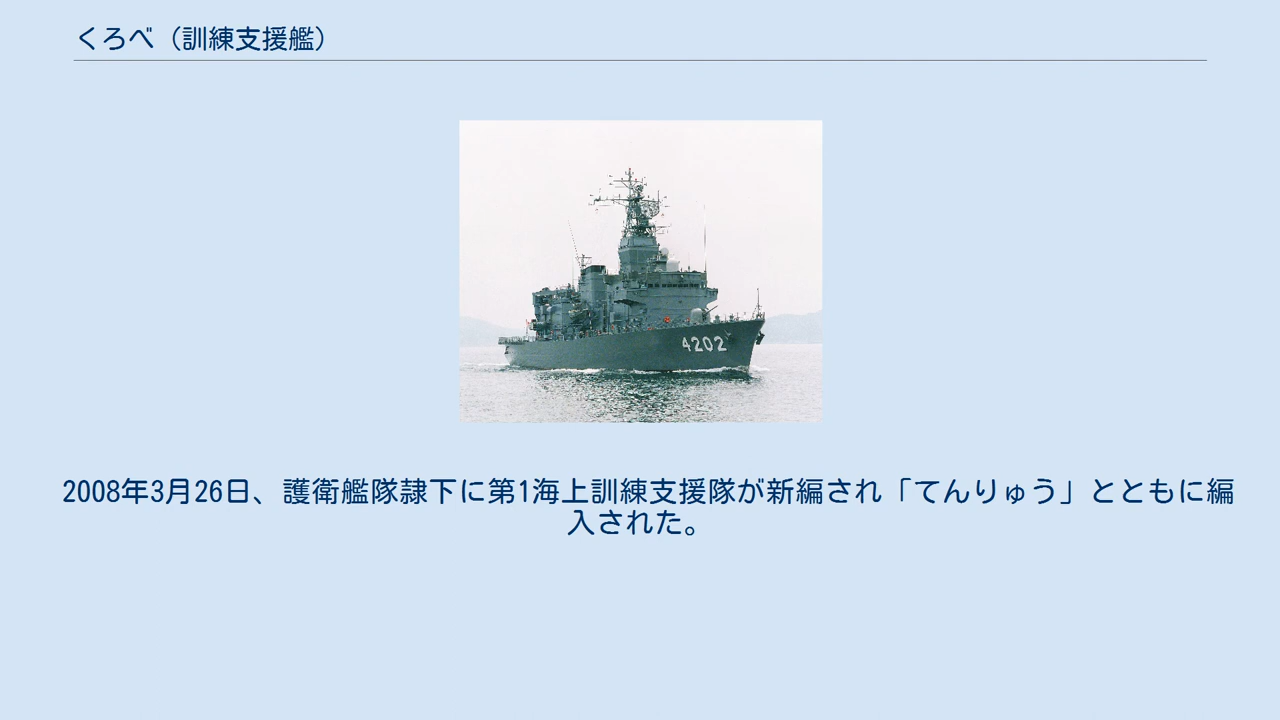 くろべ（訓練支援艦）
4202
2008年3月26日、護衛艦隊隷下に第1海上訓練支援隊が新編され「てんりゅう」とともに編
入された。